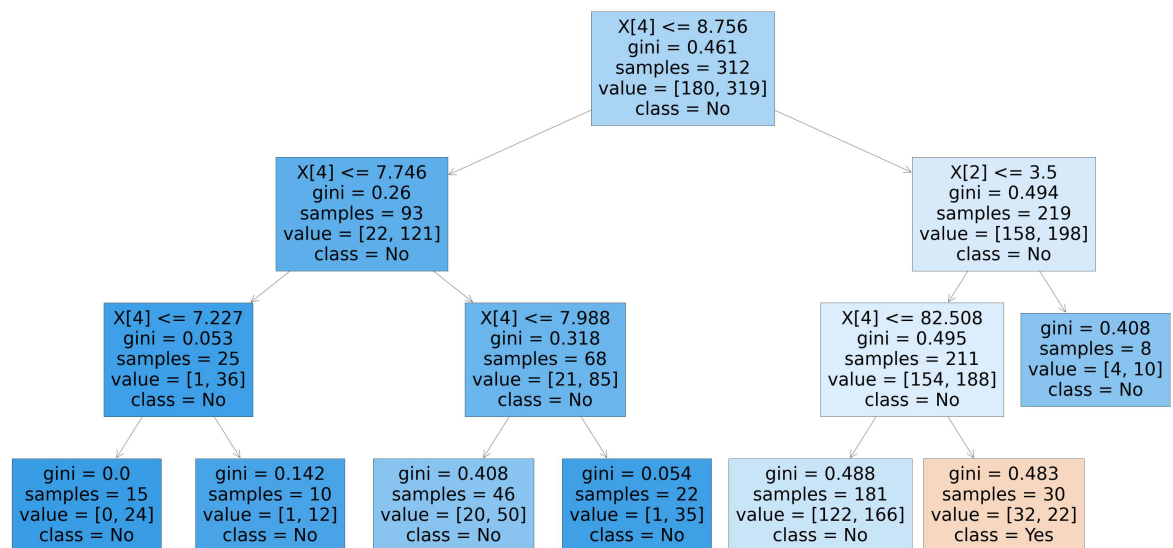 X[4] <= 8.756
gini = 0.461
samples = 312
value = [180, 319]
class = No
X[4] <= 7.746
gini = 0.26
samples = 93
value = [22, 121]
class = No
X[2] <= 3.5
gini = 0.494
samples = 219
value = [158, 198]
class = No
X[4] <= 7.227
gini = 0.053
samples = 25
value = [1, 36]
class = No
X[4] <= 7.988
gini = 0.318
samples = 68
value = [21, 85]
class = No
X[4] <= 82.508
gini = 0.495
samples = 211
value = [154, 188]
class = No
gini = 0.408
samples = 8
value = [4, 10]
class = No
gini = 0.0
samples = 15
value = [0, 24]
class = No
gini = 0.142
samples = 10
value = [1, 12]
class = No
gini = 0.408
samples = 46
value = [20, 50]
class = No
gini = 0.054
samples = 22
value = [1, 35]
class = No
gini = 0.488
samples = 181
value = [122, 166]
class = No
gini = 0.483
samples = 30
value = [32, 22]
class = Yes